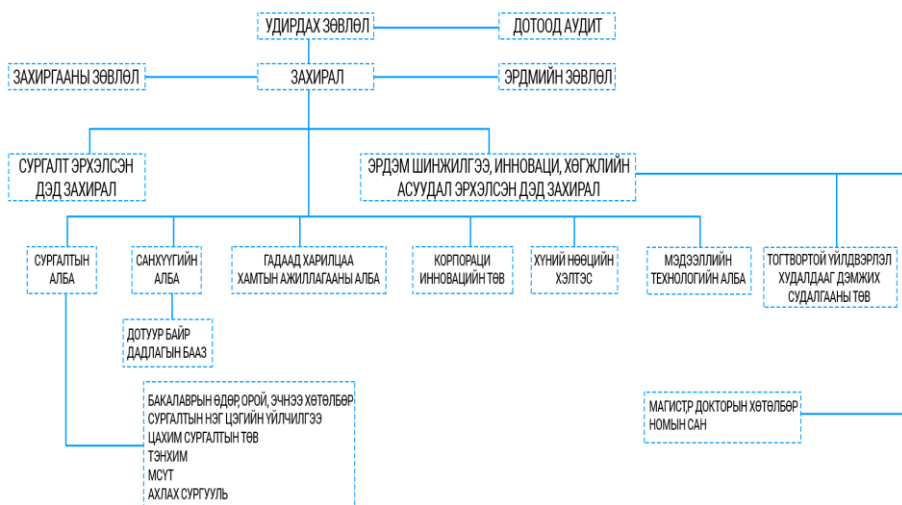 УДИРДАХ ЗӨВЛӨЛ
ДОТООД АУДИТ
ЗАХИРГААНЫ ЗӨВЛӨЛ
ЗАХИРАЛ
ЭРДМИЙН ЗӨВЛӨЛ
СУРГАЛТ ЭРХЭЛСЭН
ДЭД ЗАХИРАЛ
ЭРДЭМ ШИНЖИЛГЭЭ, ИННОВАЦИ, ХӨГЖЛИЙН
АСУУДАЛ ЭРХЭЛСЭН ДЭД ЗАХИРАЛ
СУРГАЛТЫН
АЛБА
САНХҮҮГИЙН
АЛБА
ГАДААД ХАРИЛЦАА
ХАМТЫН АЖИЛЛАГААНЫ АЛБА
КОРПОРАЦИ
ИННОВАЦИЙН ТӨВ
ХҮНИЙ НӨӨЦИЙН
ХЭЛТЭС
МЭДЭЭЛЛИЙН
ТЕХНОЛОГИЙН АЛБА
ТОГТВОРТОЙ ҮЙЛДВЭРЛЭЛ
ХУДАЛДААГ ДЭМЖИХ
СУДАЛГААНЫ ТӨВ
ДОТУУР БАЙР
ДАДЛАГЫН БААЗ
БАКАЛАВРЫН ӨДӨР, ОРОЙ, ЭЧНЭЭ ХӨТӨЛБӨР
СУРГАЛТЫН НЭГ ЦЭГИЙН ҮЙЛЧИЛГЭЭ
ЦАХИМ СУРГАЛТЫН ТӨВ
ТЭНХИМ
МСҮТ
АХЛАХ СУРГУУЛЬ
МАГИСТ,Р ДОКТОРЫН ХӨТӨЛБӨР
НОМЫН САН